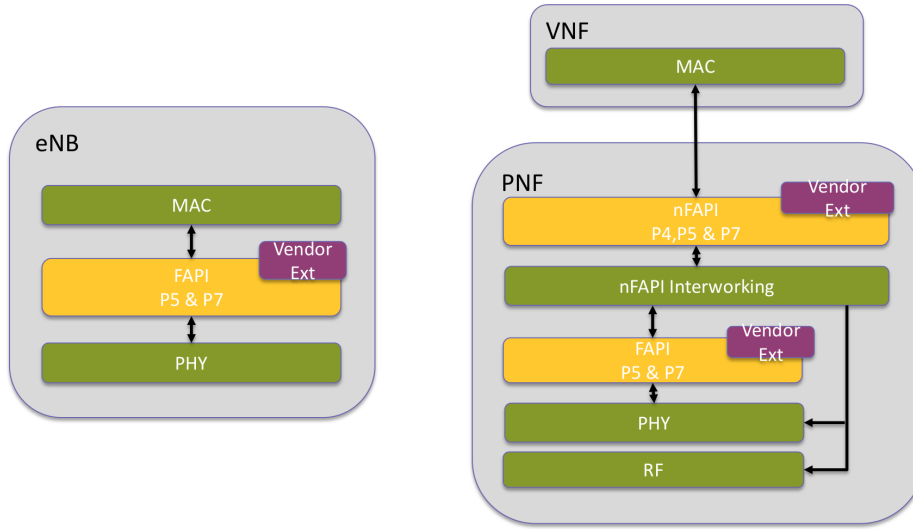 eNB
MAC
Vendor
Ext
FAPI
P5 & P7
PHY
VNF
MAC
PNF
Vendor
Ext
nFAPI
P4,P5 & P7
nFAPI Interworking
Vendor
Ext
FAPI
P5 & P7
PHY
RF